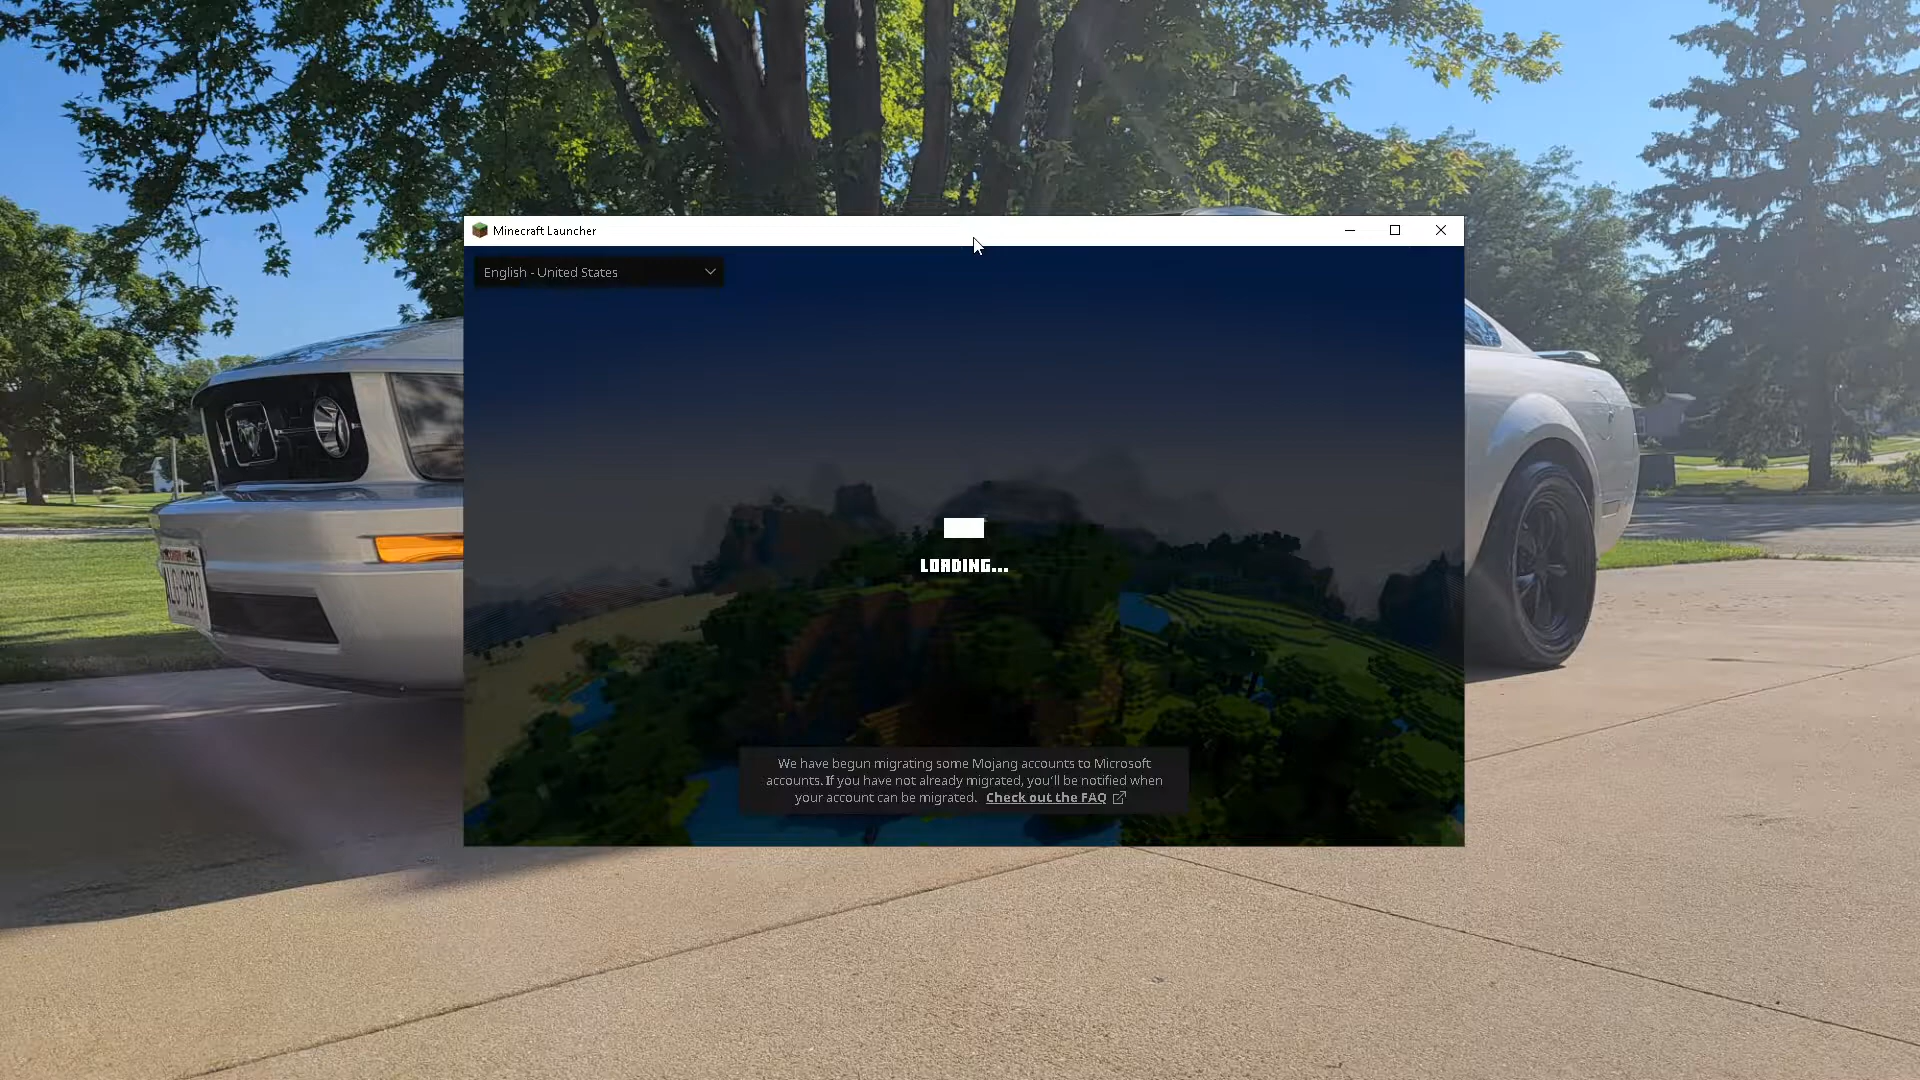 Minecraft Launcher
English - United States
LOADING...
We have begun migrating some Mojang accounts to Microsoft
accounts. If you have not already migrated, you'll be notified when
your account can be migrated. Check out the FAQ